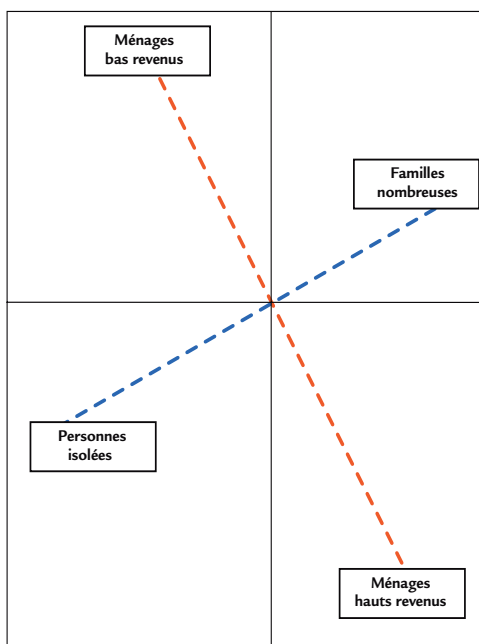 Ménages
bas revenus
Familles
nombreuses
Personnes
isolées
Ménages
hauts revenus